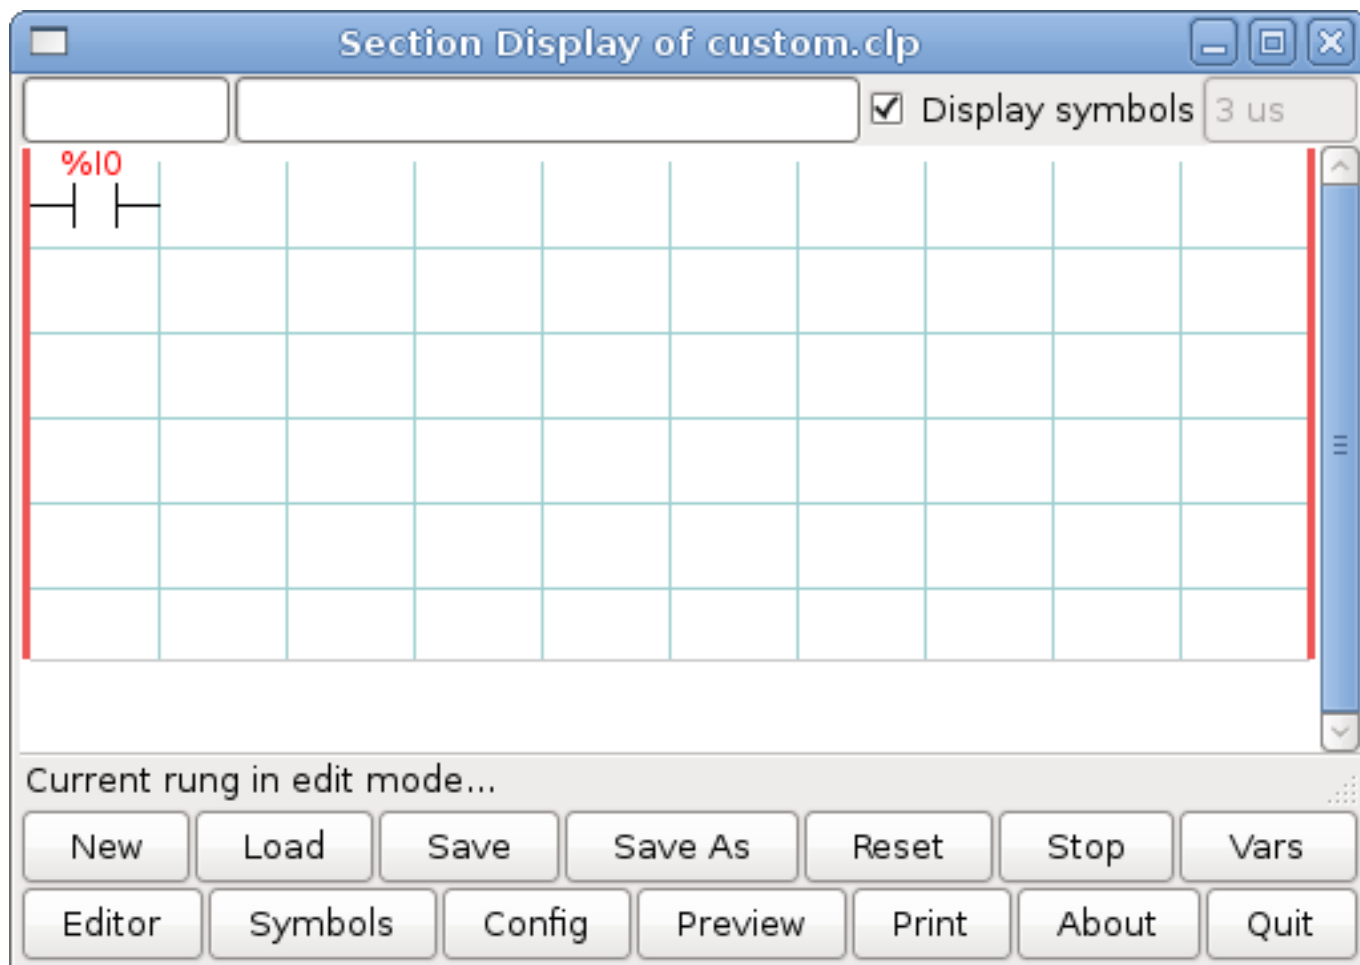 Section Display of custom.clp
Display symbols 3 us
%I0
Current rung in edit mode...
New Load Save Save As Reset Stop Vars
Editor Symbols Config Preview Print About Quit